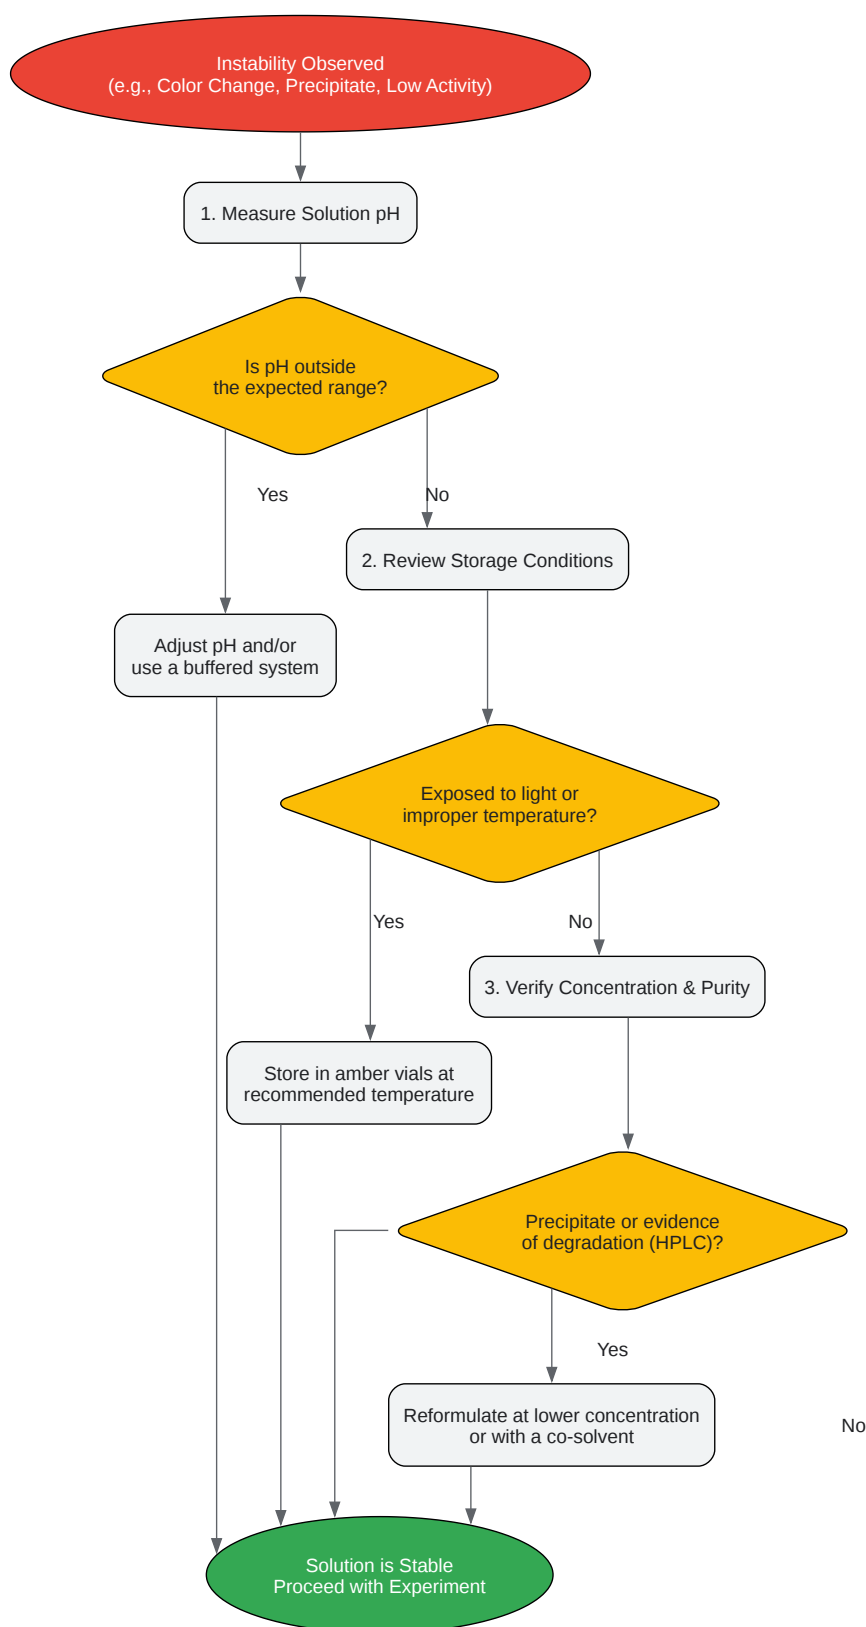 Instability Observed
(e.g., Color Change, Precipitate, Low Activity)
1. Measure Solution pH
Is pH outside
the expected range?
Yes
No
2. Review Storage Conditions
Adjust pH and/or
use a buffered system
Exposed to light or
improper temperature?
Yes
No
3. Verify Concentration & Purity
Store in amber vials at
recommended temperature
Precipitate or evidence
of degradation (HPLC)?
Yes
Reformulate at lower concentration
or with a co-solvent
No
Solution is Stable
Proceed with Experiment